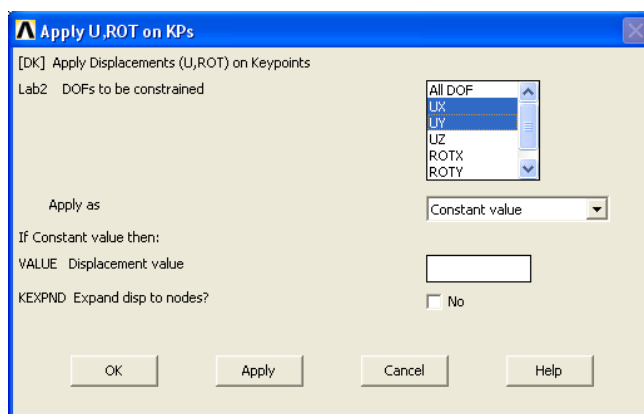 Apply U,ROT on KPs
[DK] Apply Displacements (U,ROT) on Keypoints
Lab2 DOFs to be constrained
All DOF
UX
UY
UZ
ROTX
ROTY
Apply as
Constant value
If Constant value then:
VALUE Displacement value
KEXPND Expand disp to nodes?
No
OK
Apply
Cancel
Help